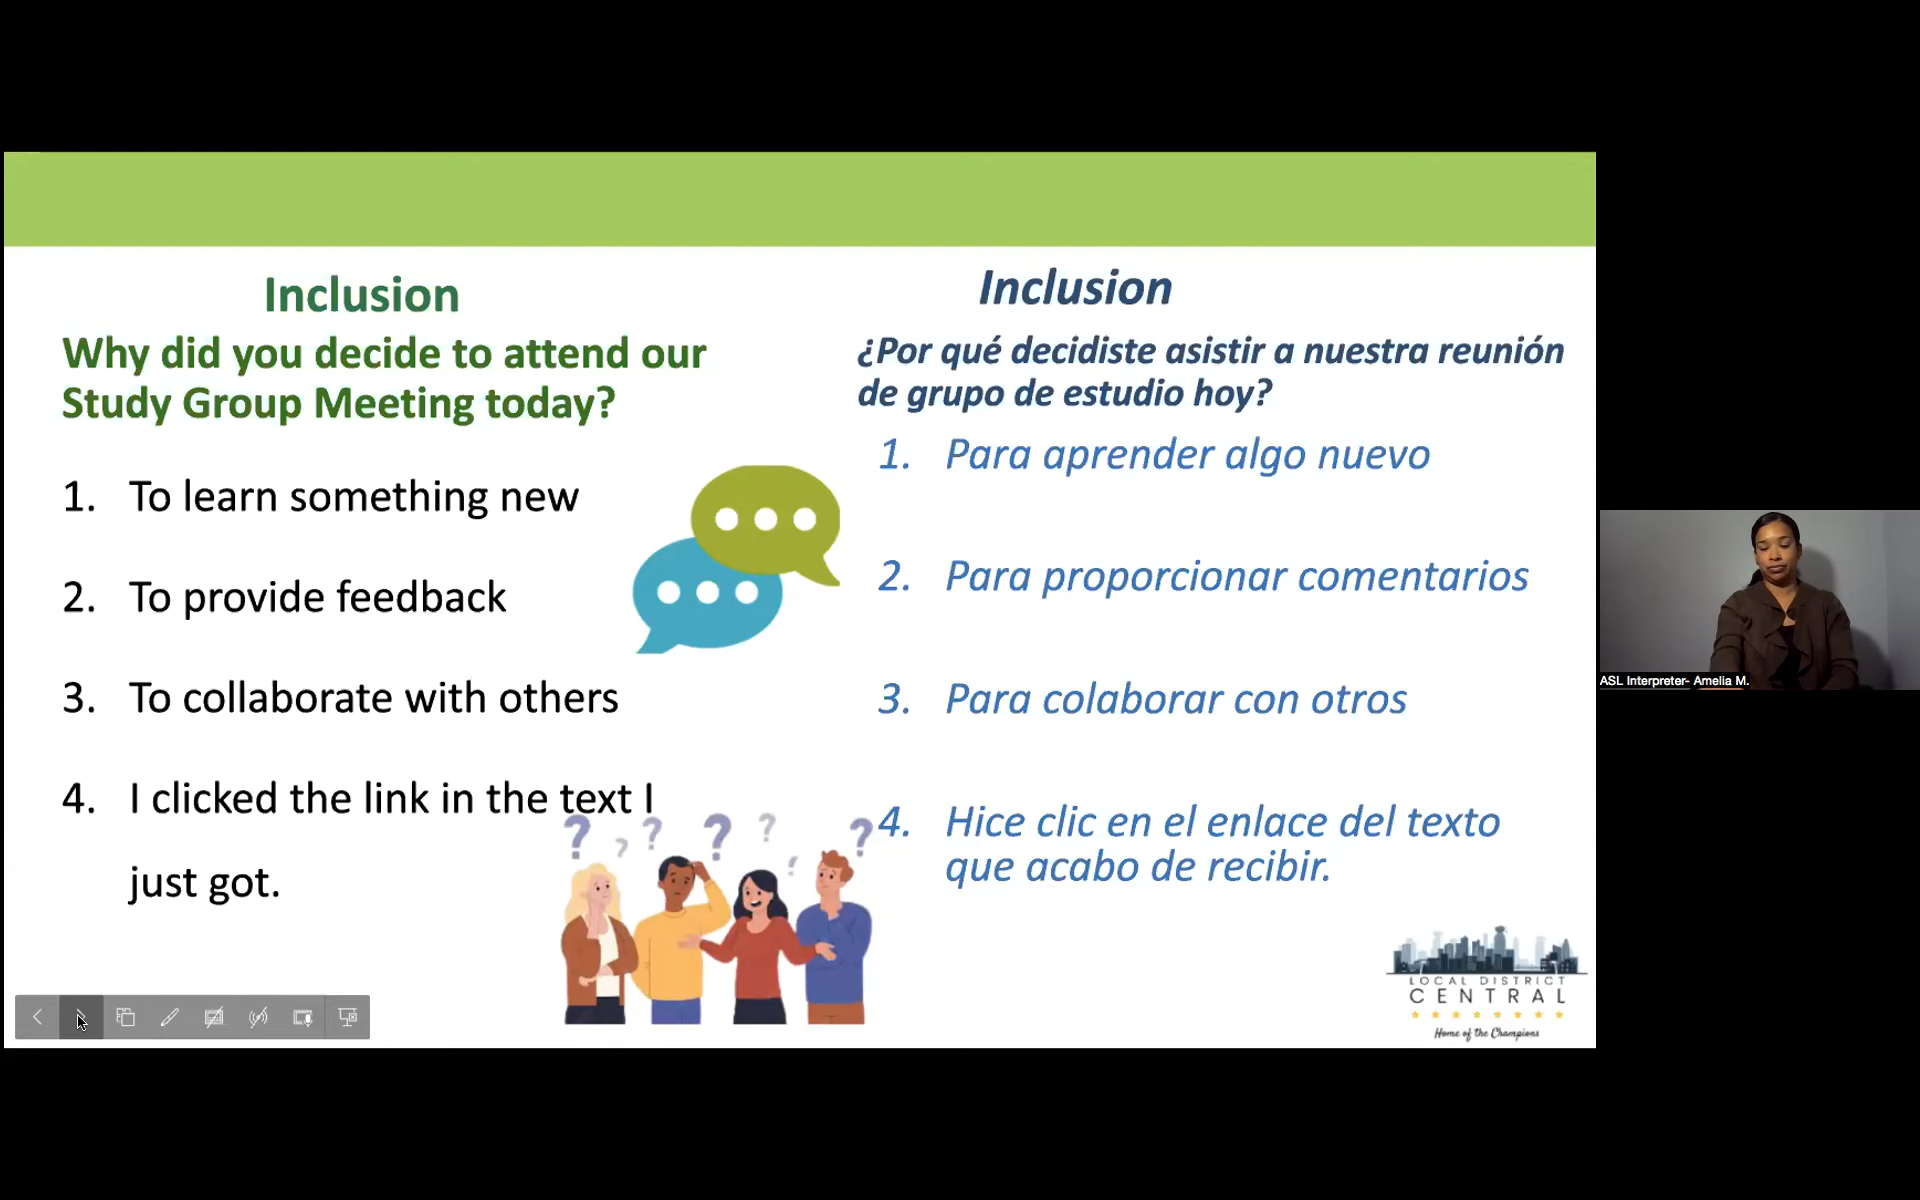 Inclusion
Why did you decide to attend our
Study Group Meeting today?
1. To learn something new
2. To provide feedback
3. To collaborate with others
4. I clicked the link in the text I
just got.
Inclusion
¿Por qué decidiste asistir a nuestra reunión
de grupo de estudio hoy?
1. Para aprender algo nuevo
2. Para proporcionar comentarios
3. Para colaborar con otros
4. Hice clic en el enlace del texto
que acabo de recibir.
? ? ? ? ? ? ?
LOCAL DISTRICT
CENTRAL
Home of the Champions
ASL Interpreter- Amelia M.